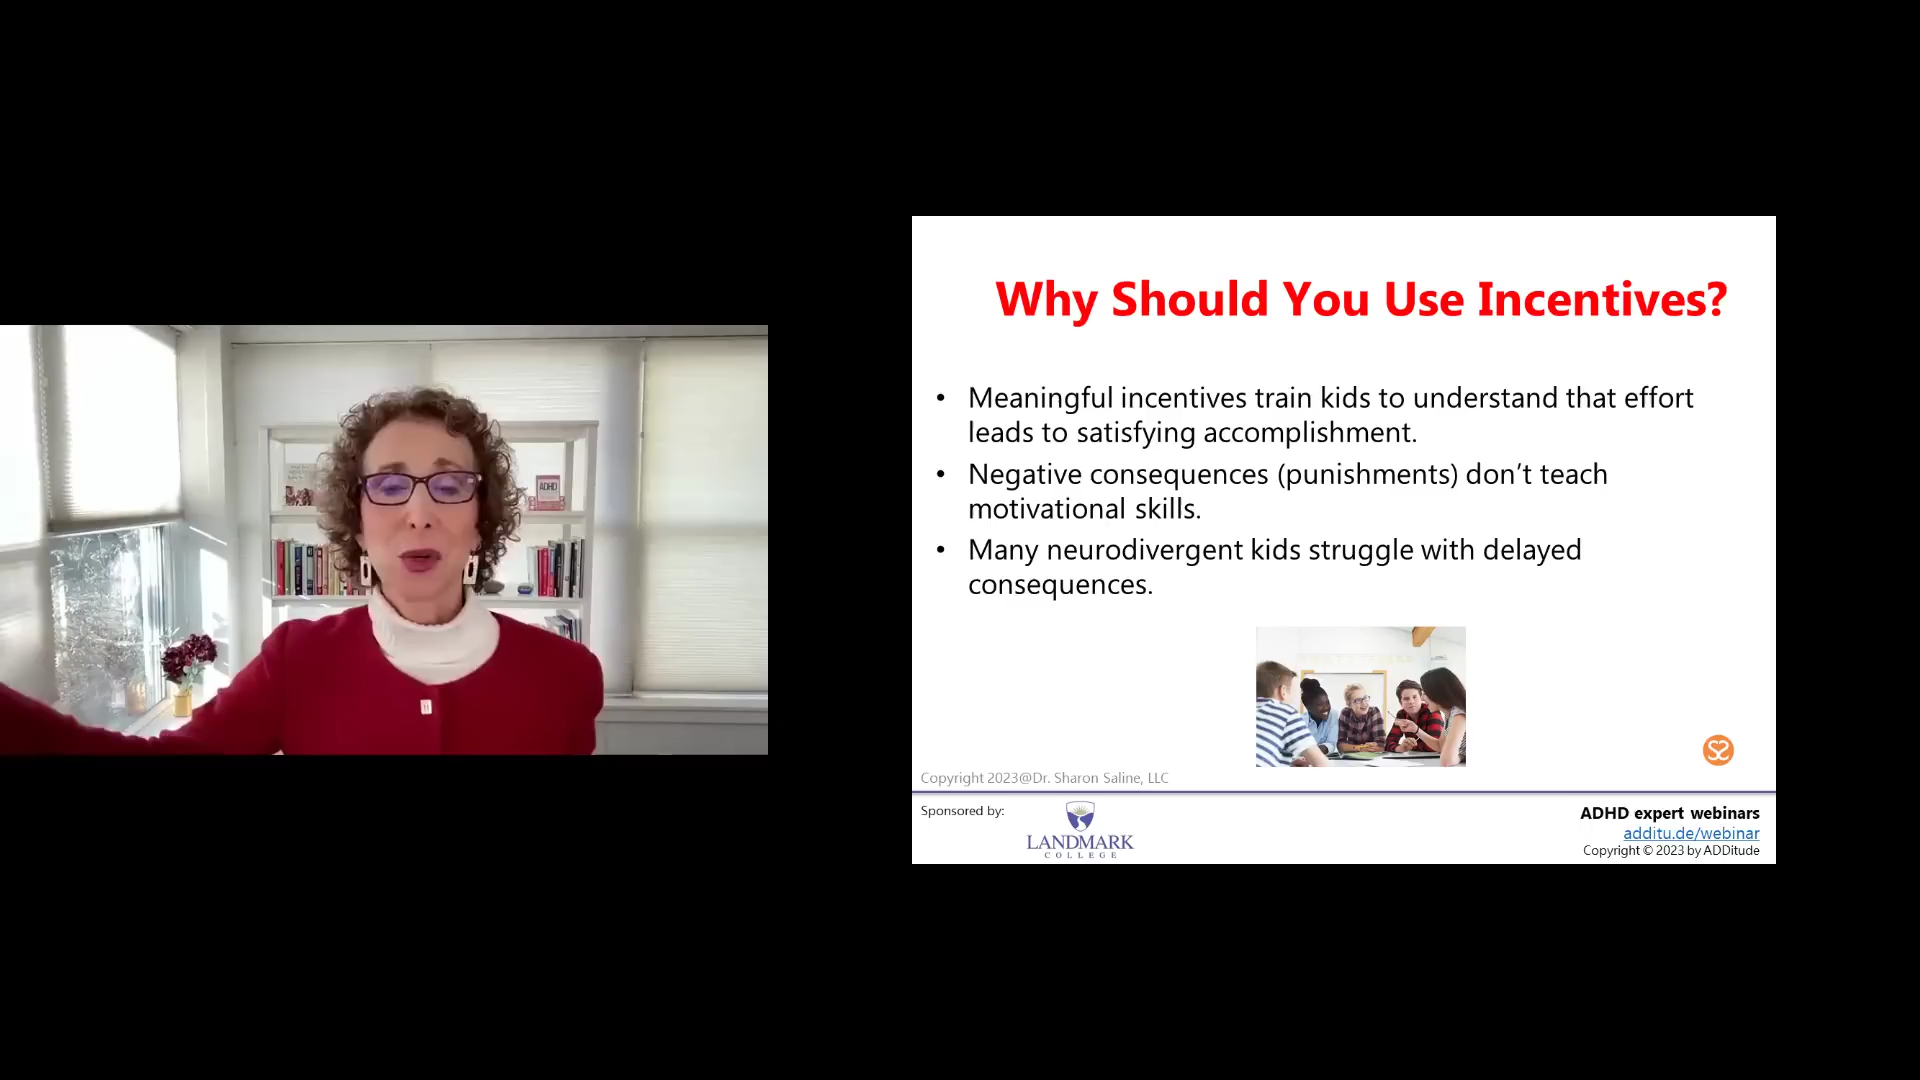 ADHD
Why Should You Use Incentives?
• Meaningful incentives train kids to understand that effort
leads to satisfying accomplishment.
• Negative consequences (punishments) don’t teach
motivational skills.
• Many neurodivergent kids struggle with delayed
consequences.
Copyright 2023@Dr. Sharon Saline, LLC
Sponsored by:
LANDMARK
COLLEGE
ADHD expert webinars
additu.de/webinar
Copyright © 2023 by ADDitude